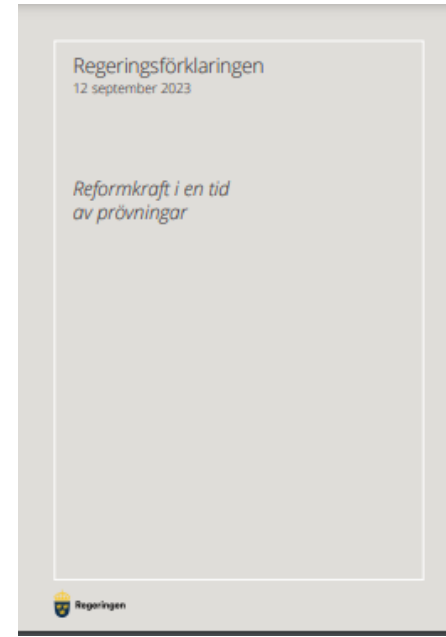 Regeringsförklaringen
12 september 2023
Reformkraft i en tid
av prövningar
Regeringen